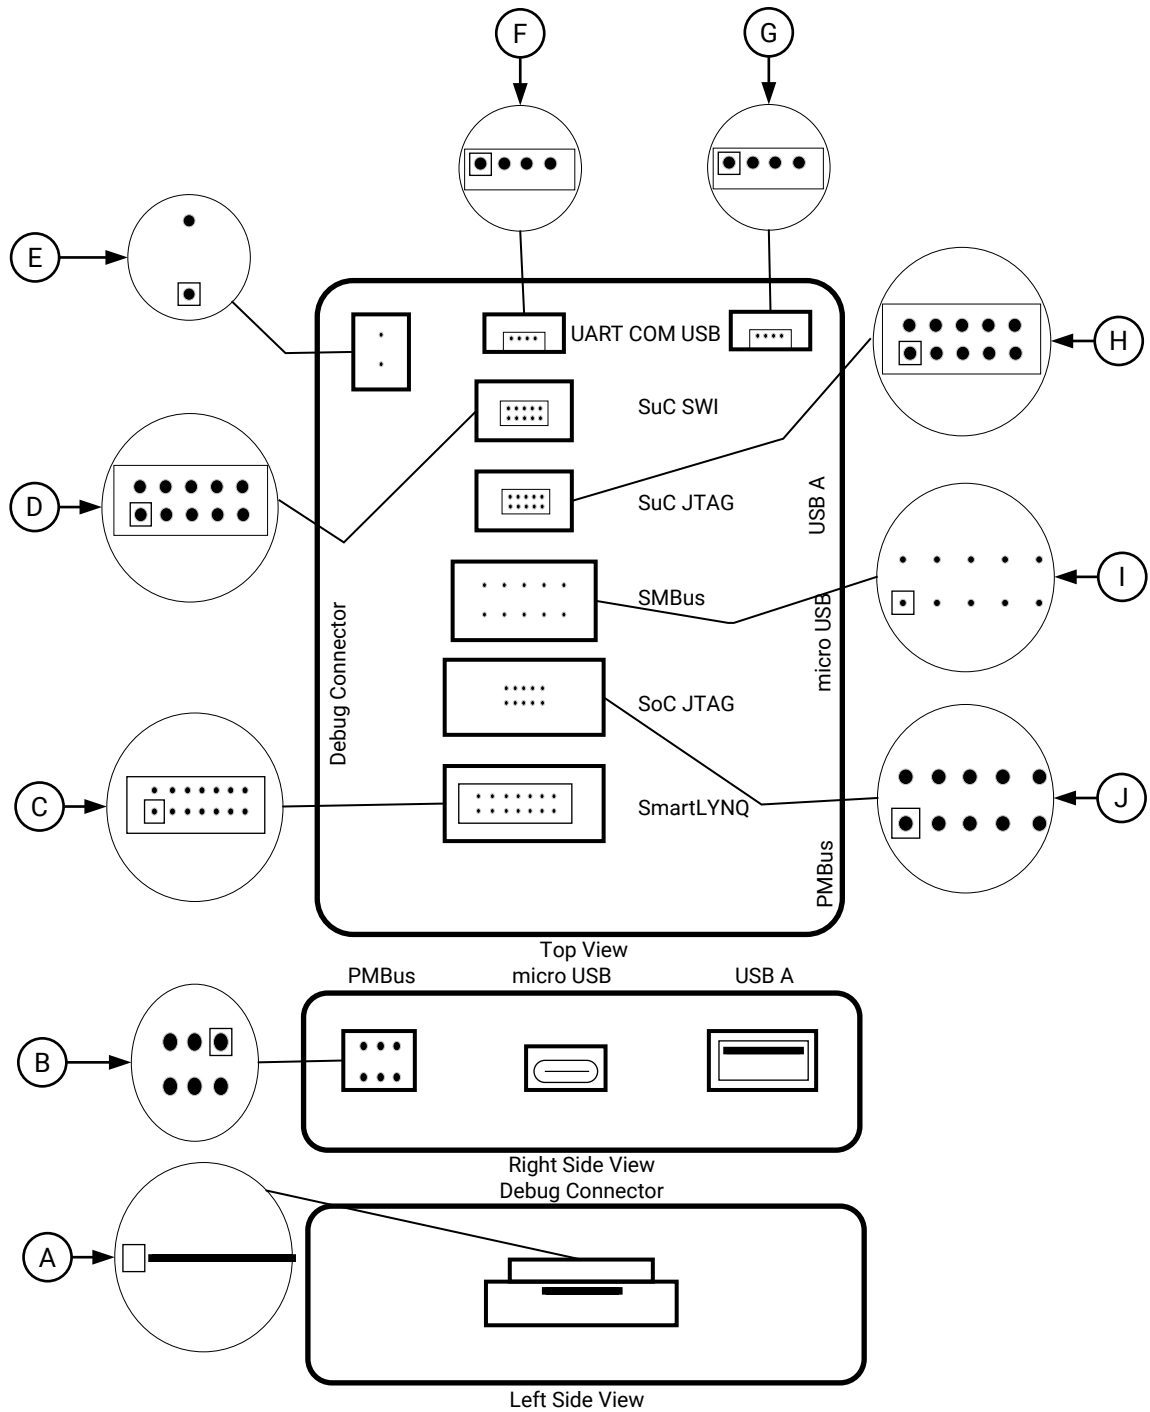 F
G
E
UART COM USB
H
SuC SWI
D
SuC JTAG
USB A
I
SMBus
micro USB
Debug Connector
SoC JTAG
C
SmartLYNQ
J
PMBus
Top View
PMBus micro USB USB A
B
Right Side View
Debug Connector
A
Left Side View